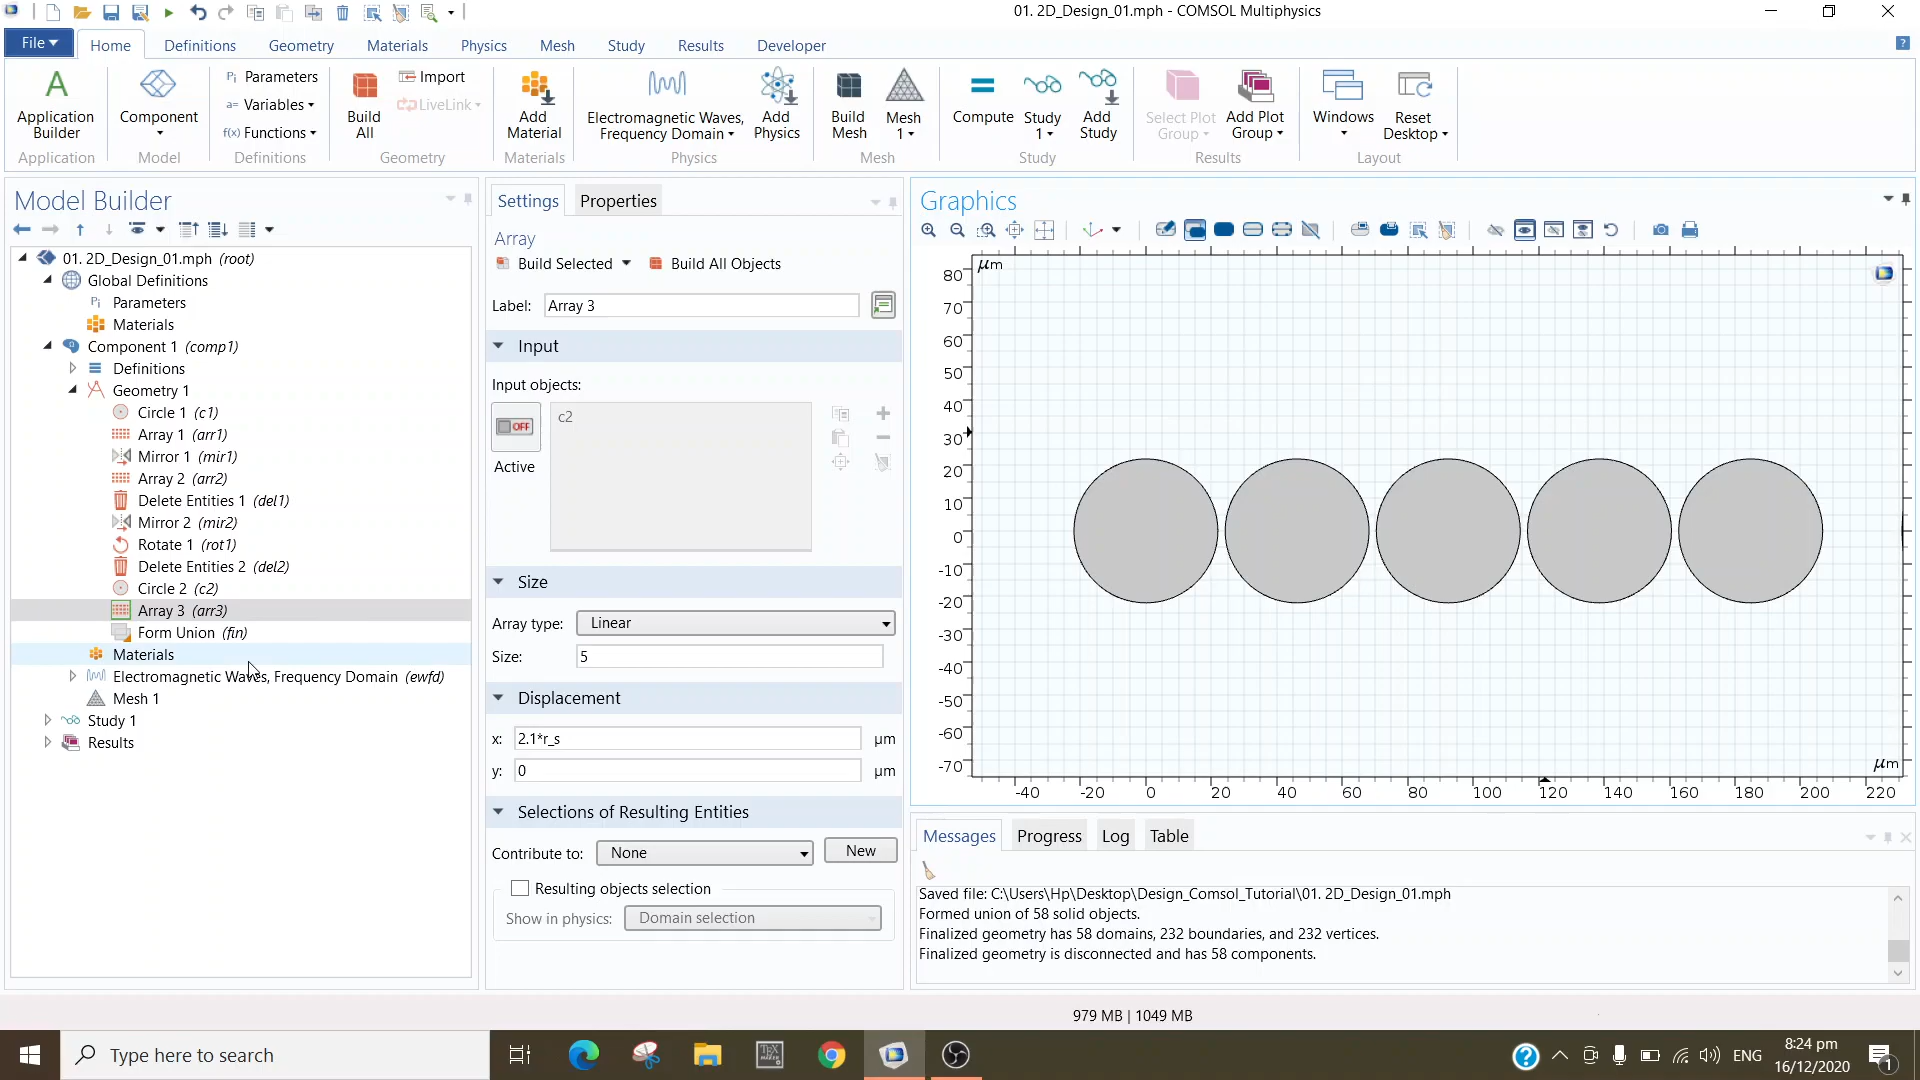 01. 2D_Design_01.mph - COMSOL Multiphysics
File Home Definitions Geometry Materials Physics Mesh Study Results Developer
Application Builder
Application
Component
Model
Pi Parameters
a= Variables
f(x) Functions
Definitions
Build All
Import
LiveLink
Geometry
Add Material
Materials
Electromagnetic Waves, Frequency Domain
Add Physics
Physics
Build Mesh
Mesh 1
Mesh
Compute
Study 1
Add Study
Study
Select Plot Group
Add Plot Group
Results
Windows
Reset Desktop
Layout
Model Builder
01. 2D_Design_01.mph (root)
Global Definitions
Pi Parameters
Materials
Component 1 (comp1)
Definitions
Geometry 1
Circle 1 (c1)
Array 1 (arr1)
Mirror 1 (mir1)
Array 2 (arr2)
Delete Entities 1 (del1)
Mirror 2 (mir2)
Rotate 1 (rot1)
Delete Entities 2 (del2)
Circle 2 (c2)
Array 3 (arr3)
Form Union (fin)
Materials
Electromagnetic Waves, Frequency Domain (ewfd)
Mesh 1
Study 1
Results
Settings Properties
Array
Build Selected Build All Objects
Label: Array 3
Input
Input objects:
OFF
Active
c2
Size
Array type: Linear
Size: 5
Displacement
x: 2.1*r_s µm
y: 0 µm
Selections of Resulting Entities
Contribute to: None New
Resulting objects selection
Show in physics: Domain selection
Graphics
µm
80
70
60
50
40
30
20
10
0
-10
-20
-30
-40
-50
-60
-70
µm
-40 -20 0 20 40 60 80 100 120 140 160 180 200 220
Messages Progress Log Table
Saved file: C:\Users\Hp\Desktop\Design_Comsol_Tutorial\01. 2D_Design_01.mph
Formed union of 58 solid objects.
Finalized geometry has 58 domains, 232 boundaries, and 232 vertices.
Finalized geometry is disconnected and has 58 components.
979 MB | 1049 MB
Type here to search
ENG
8:24 pm
16/12/2020
1